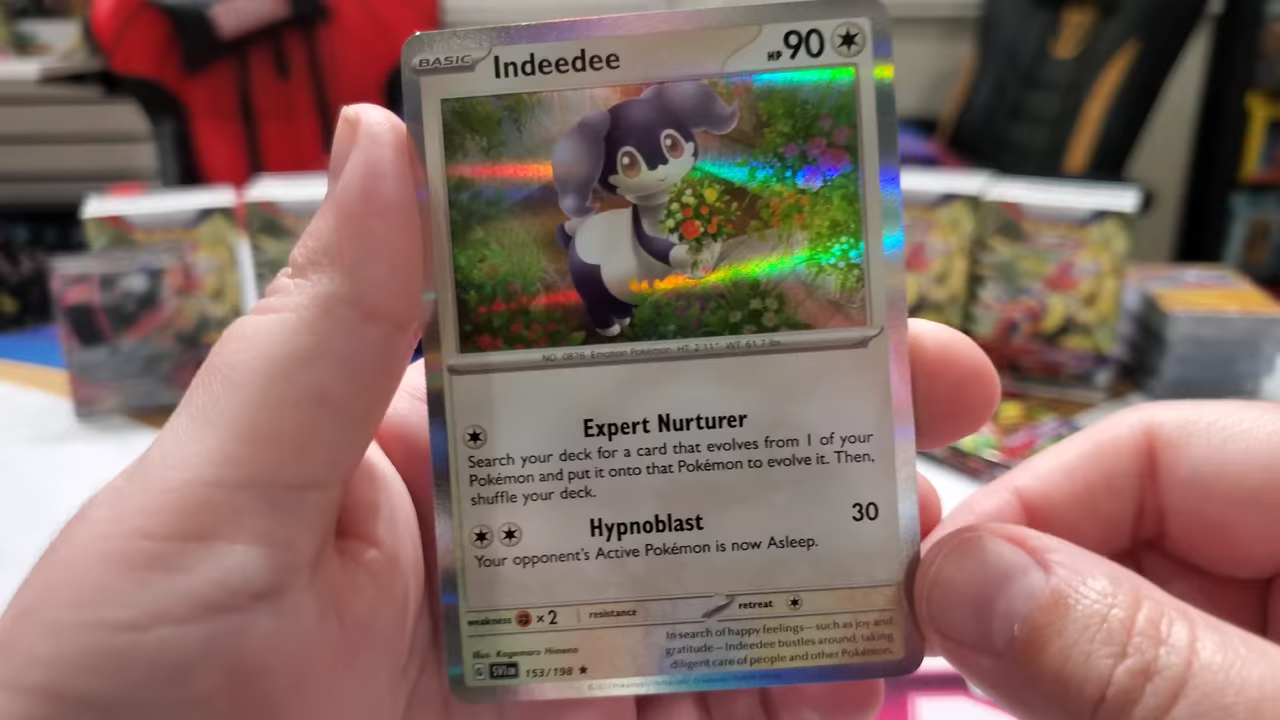 BASIC Indeedee HP 90
NO. 0876 Emotion Pokémon HT: 2'11" WT: 61.7 lbs.
Expert Nurturer
Search your deck for a card that evolves from 1 of your
Pokémon and put it onto that Pokémon to evolve it. Then,
shuffle your deck.
Hypnoblast 30
Your opponent's Active Pokémon is now Asleep.
weakness ×2 resistance retreat
Illus. Kagemaru Himeno
In search of happy feelings—such as joy and
gratitude—Indeedee bustles around, taking
diligent care of people and other Pokémon.
G SVI EN 153/198 ★